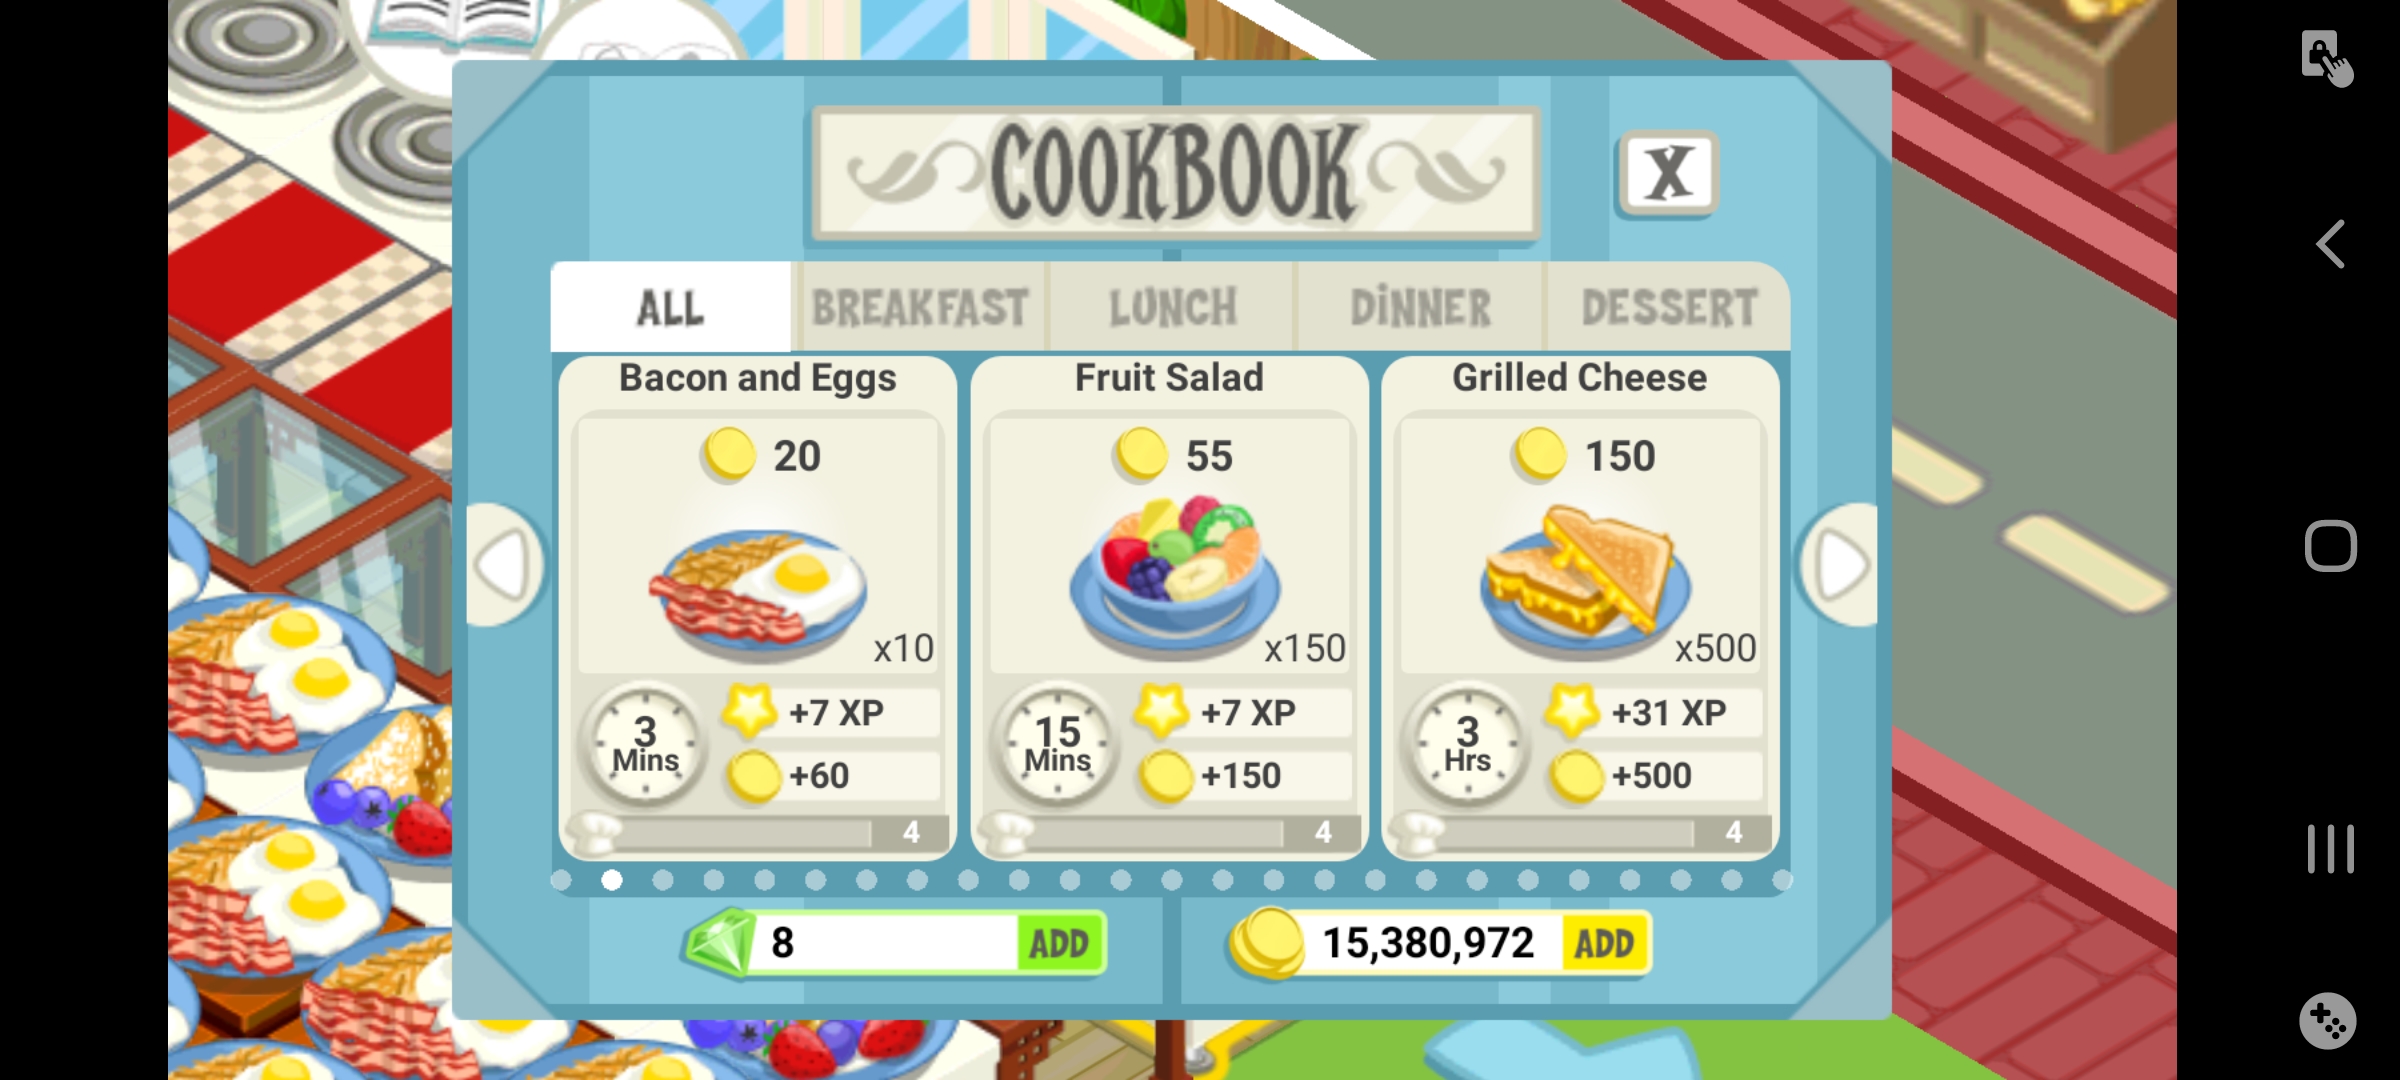 COOKBOOK
X
ALL BREAKFAST LUNCH DINNER DESSERT
Bacon and Eggs
20
x10
3 Mins
+7 XP
+60
4
Fruit Salad
55
x150
15 Mins
+7 XP
+150
4
Grilled Cheese
150
x500
3 Hrs
+31 XP
+500
4
8 ADD
15,380,972 ADD